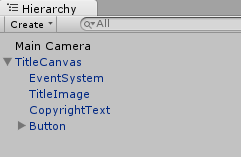 Hierarchy
Create All
Main Camera
TitleCanvas
EventSystem
TitleImage
CopyrightText
Button